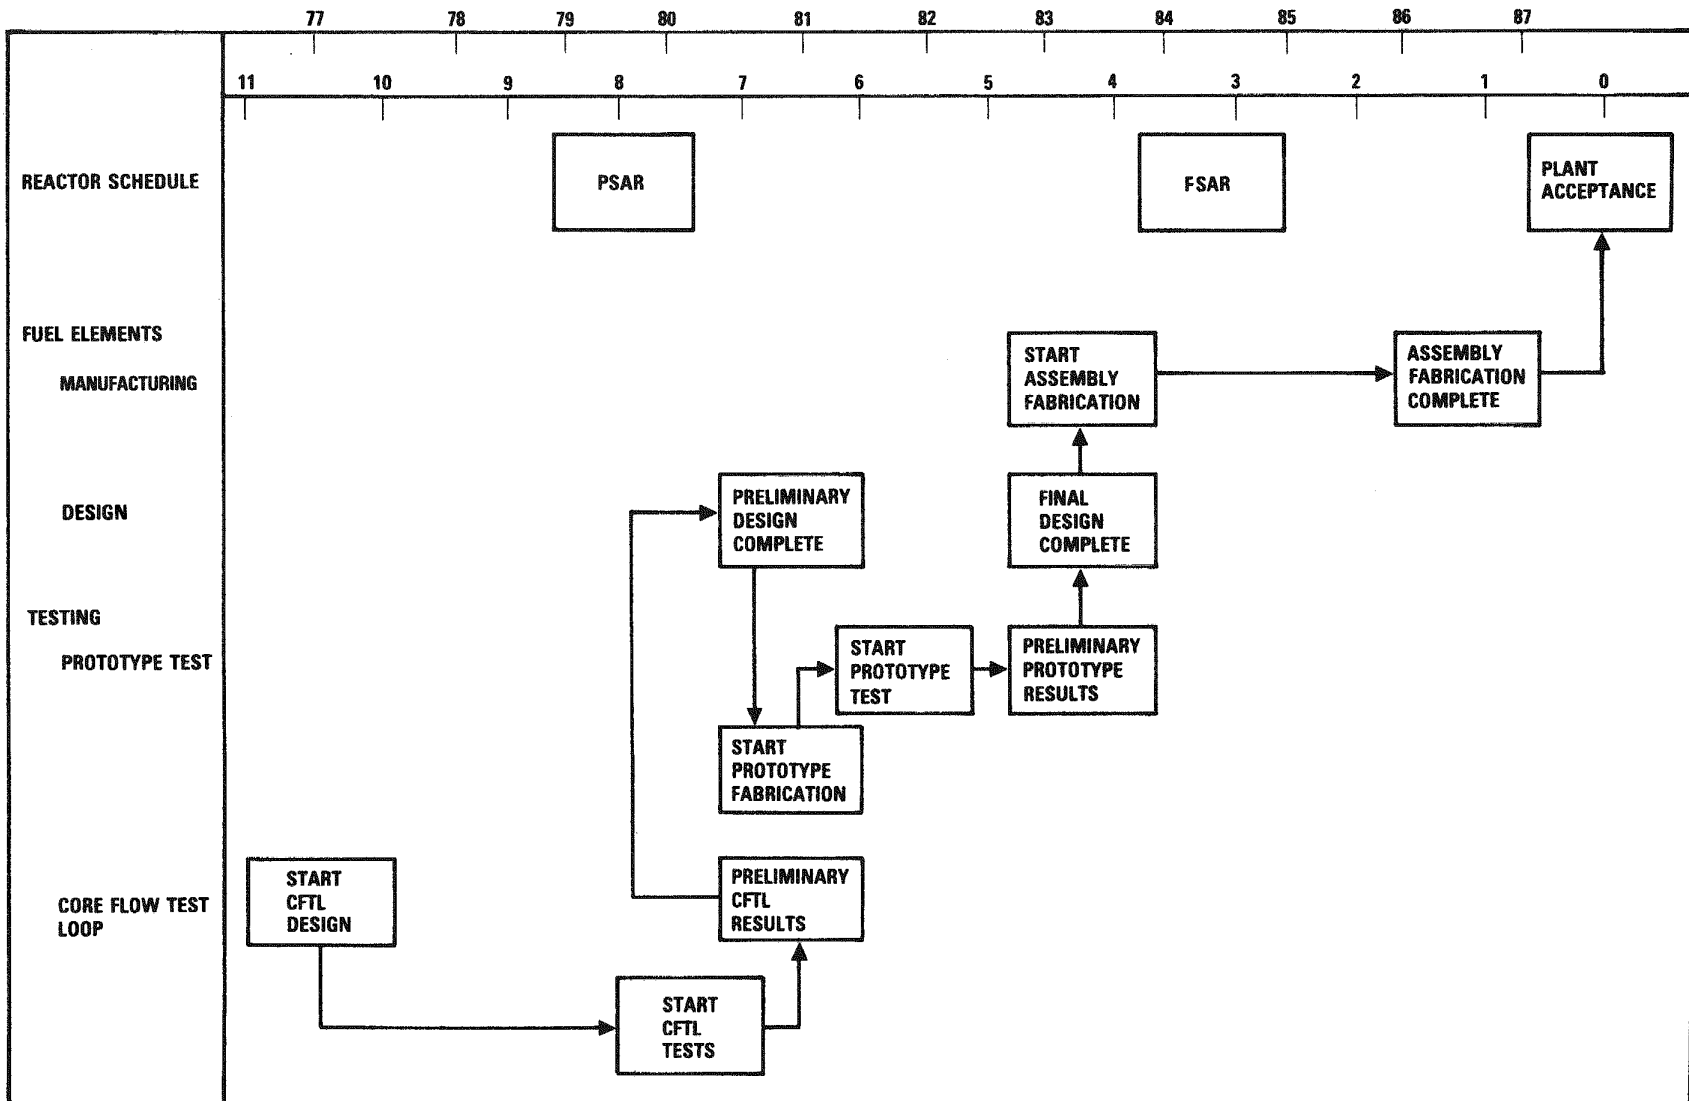 77 78 79 80 81 82 83 84 85 86 87
11 10 9 8 7 6 5 4 3 2 1 0
REACTOR SCHEDULE
PSAR
FSAR
PLANT
ACCEPTANCE
FUEL ELEMENTS
MANUFACTURING
START
ASSEMBLY
FABRICATION
ASSEMBLY
FABRICATION
COMPLETE
DESIGN
PRELIMINARY
DESIGN
COMPLETE
FINAL
DESIGN
COMPLETE
TESTING
PROTOTYPE TEST
START
PROTOTYPE
TEST
PRELIMINARY
PROTOTYPE
RESULTS
START
PROTOTYPE
FABRICATION
CORE FLOW TEST
LOOP
START
CFTL
DESIGN
PRELIMINARY
CFTL
RESULTS
START
CFTL
TESTS